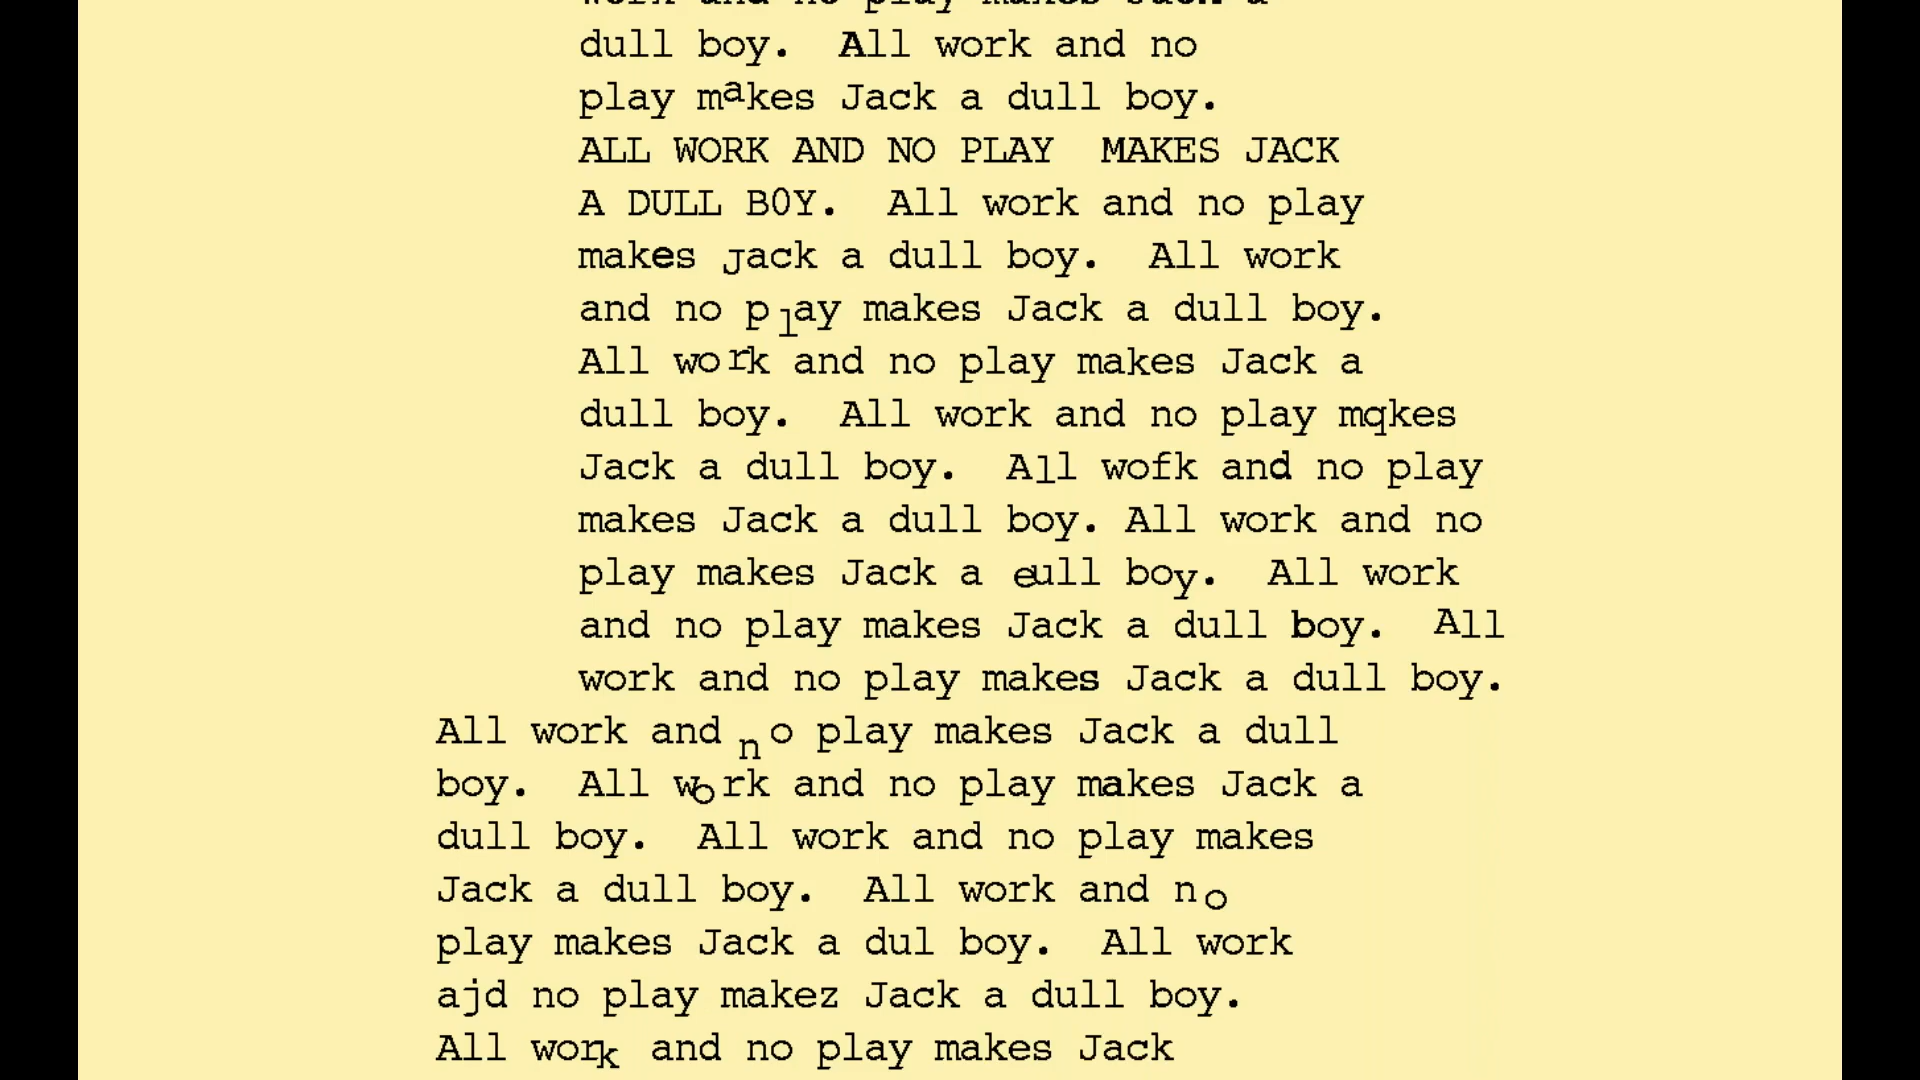 work and no play makes Jack a
dull boy.  All work and no
play makes Jack a dull boy.
ALL WORK AND NO PLAY  MAKES JACK
A DULL B0Y.  All work and no play
makes Jack a dull boy.  All work
and no play makes Jack a dull boy.
All work and no play makes Jack a
dull boy.  All work and no play mqkes
Jack a dull boy.  All wofk and no play
makes Jack a dull boy. All work and no
play makes Jack a eull boy.  All work
and no play makes Jack a dull boy.  All
work and no play makes Jack a dull boy.
All work and no play makes Jack a dull
boy.  All work and no play makes Jack a
dull boy.  All work and no play makes
Jack a dull boy.  All work and no
play makes Jack a dul boy.  All work
ajd no play makez Jack a dull boy.
All work and no play makes Jack